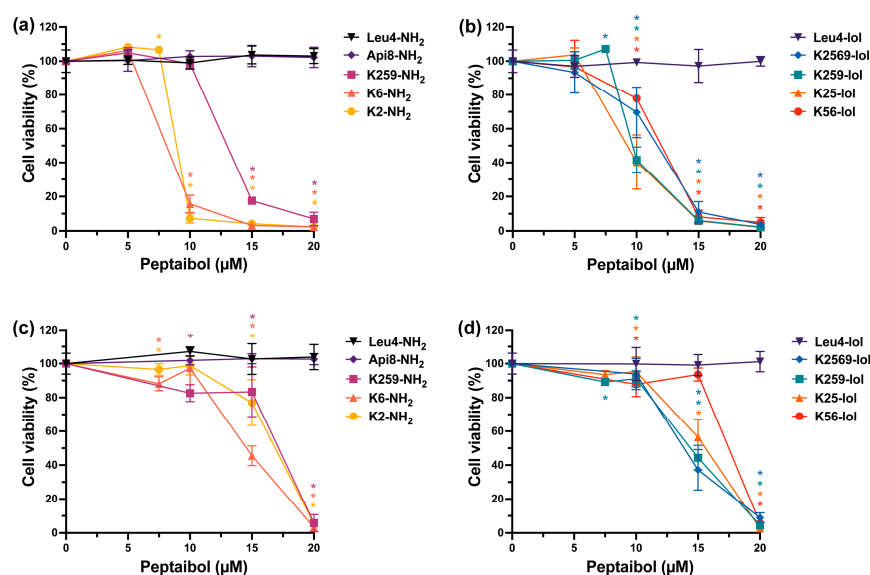 (a)
Cell viability (%)
120
100
80
60
40
20
0
0 5 10 15 20
Peptaibol (µM)
* * * * * * * * *
Leu4-NH₂
Api8-NH₂
K259-NH₂
K6-NH₂
K2-NH₂
(b)
Cell viability (%)
120
100
80
60
40
20
0
0 5 10 15 20
Peptaibol (µM)
* * * * * * * * * * * * *
Leu4-lol
K2569-lol
K259-lol
K25-lol
K56-lol
(c)
Cell viability (%)
120
100
80
60
40
20
0
0 5 10 15 20
Peptaibol (µM)
* * * * * * * * *
Leu4-NH₂
Api8-NH₂
K259-NH₂
K6-NH₂
K2-NH₂
(d)
Cell viability (%)
120
100
80
60
40
20
0
0 5 10 15 20
Peptaibol (µM)
* * * * * * * * * * *
Leu4-lol
K2569-lol
K259-lol
K25-lol
K56-lol